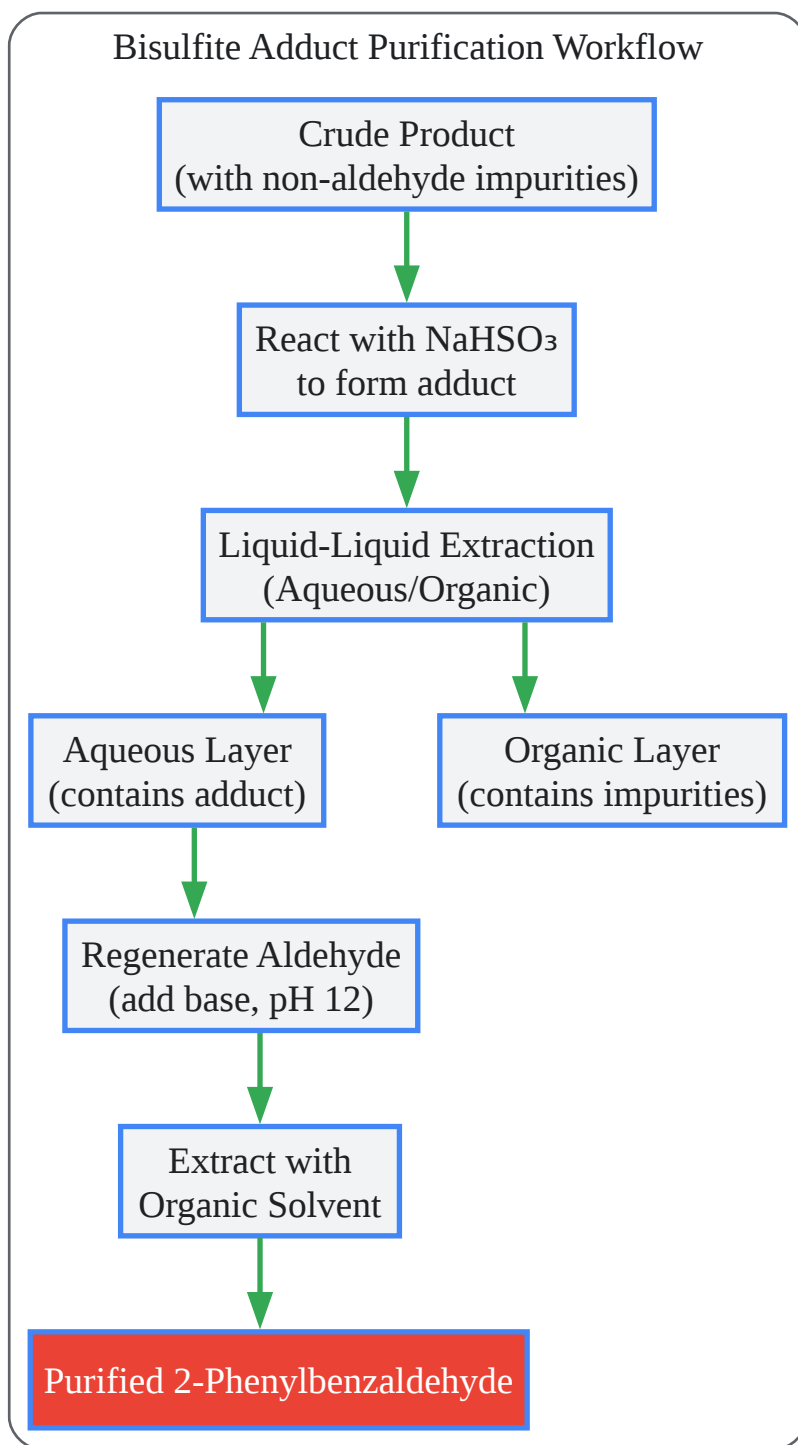 Bisulfite Adduct Purification Workflow
Crude Product
(with non-aldehyde impurities)
React with NaHSO₃
to form adduct
Liquid-Liquid Extraction
(Aqueous/Organic)
Aqueous Layer
(contains adduct)
Organic Layer
(contains impurities)
Regenerate Aldehyde
(add base, pH 12)
Extract with
Organic Solvent
Purified 2-Phenylbenzaldehyde